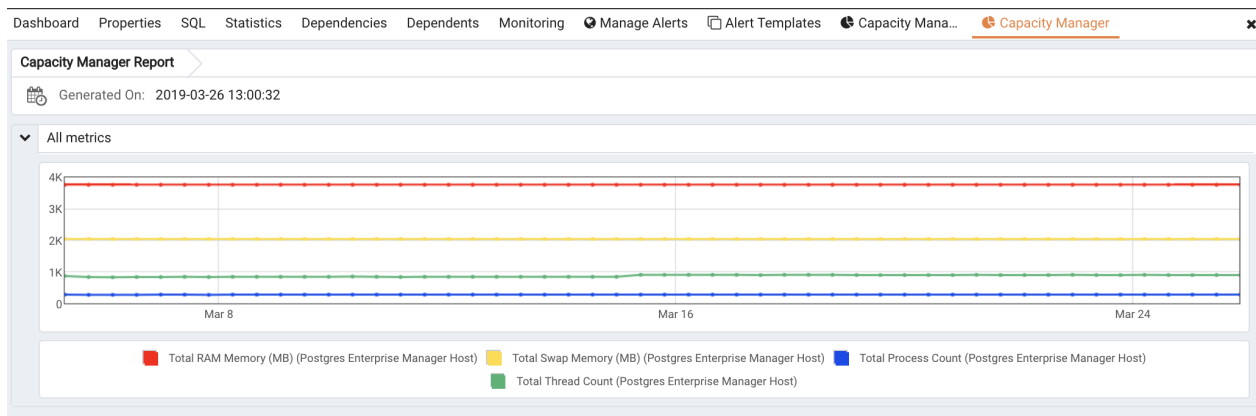 Dashboard Properties SQL Statistics Dependencies Dependents Monitoring Manage Alerts Alert Templates Capacity Mana... Capacity Manager
Capacity Manager Report
Generated On: 2019-03-26 13:00:32
All metrics
4K
3K
2K
1K
0
Mar 8 Mar 16 Mar 24
Total RAM Memory (MB) (Postgres Enterprise Manager Host) Total Swap Memory (MB) (Postgres Enterprise Manager Host) Total Process Count (Postgres Enterprise Manager Host)
Total Thread Count (Postgres Enterprise Manager Host)